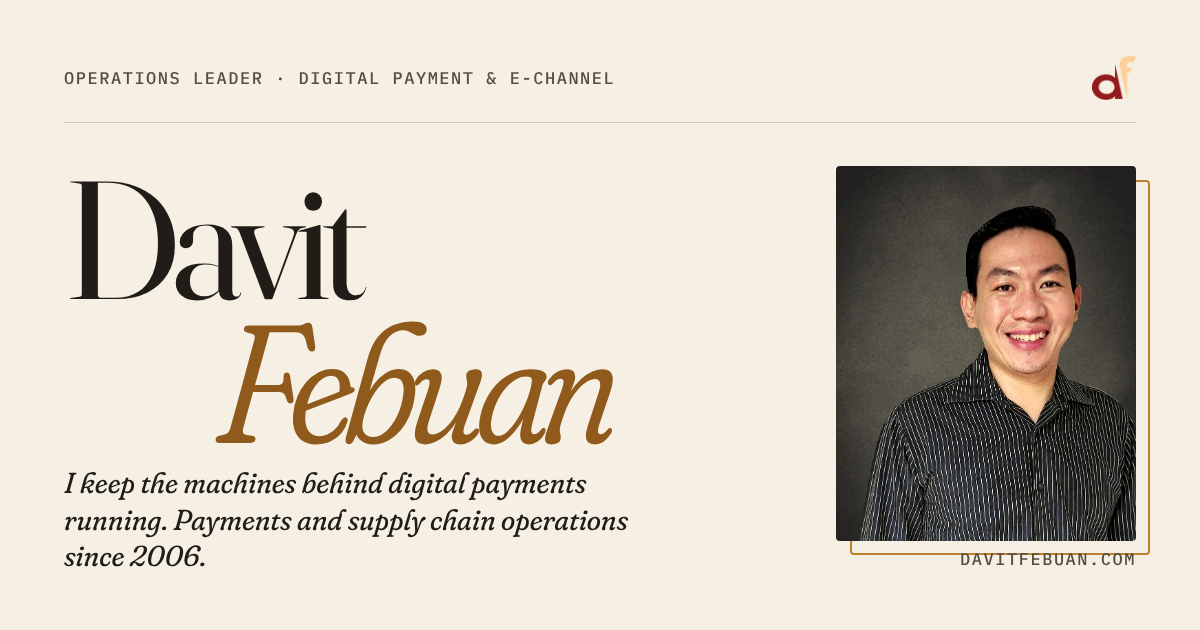 OPERATIONS LEADER · DIGITAL PAYMENT & E-CHANNEL
df
Davit
Febuan
I keep the machines behind digital payments
running. Payments and supply chain operations
since 2006.
DAVITFEBUAN.COM